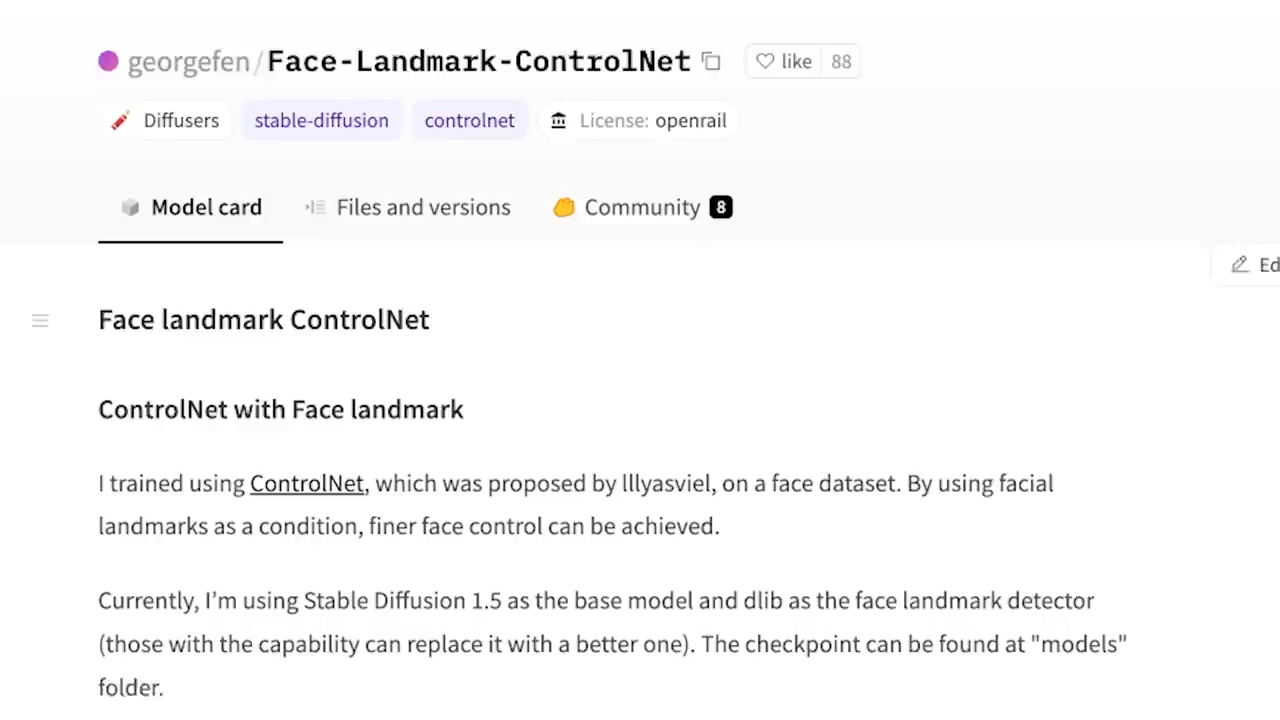 georgefen/Face-Landmark-ControlNet like 88
Diffusers stable-diffusion controlnet License: openrail
Model card Files and versions Community 8
Ed
Face landmark ControlNet
ControlNet with Face landmark
I trained using ControlNet, which was proposed by lllyasviel, on a face dataset. By using facial
landmarks as a condition, finer face control can be achieved.
Currently, I’m using Stable Diffusion 1.5 as the base model and dlib as the face landmark detector
(those with the capability can replace it with a better one). The checkpoint can be found at "models"
folder.